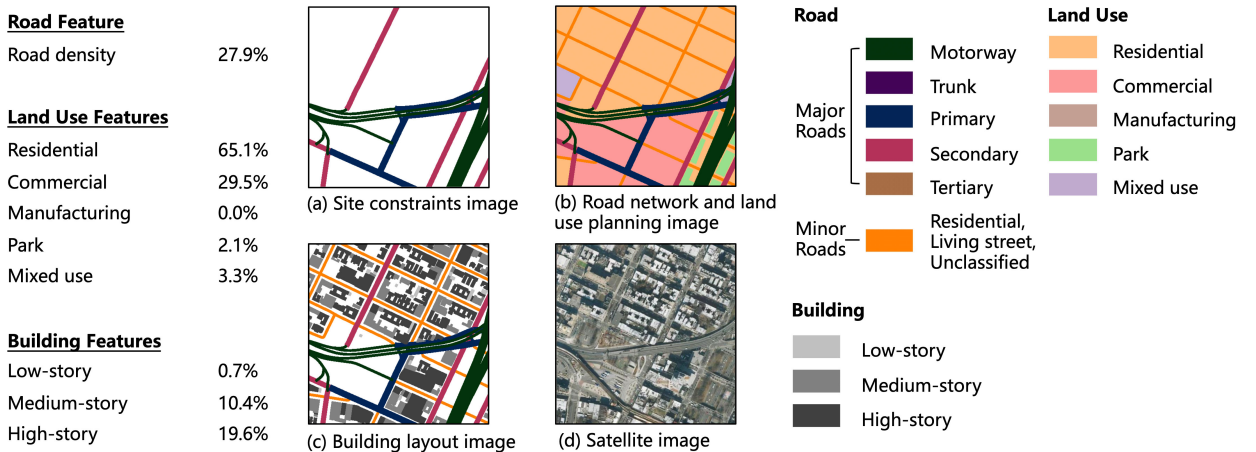 Road Feature
Road density 27.9%
Land Use Features
Residential 65.1%
Commercial 29.5%
Manufacturing 0.0%
Park 2.1%
Mixed use 3.3%
Building Features
Low-story 0.7%
Medium-story 10.4%
High-story 19.6%
(a) Site constraints image
(b) Road network and land
use planning image
(c) Building layout image
(d) Satellite image
Road
Major
Roads
Motorway
Trunk
Primary
Secondary
Tertiary
Minor
Roads
Residential,
Living street,
Unclassified
Land Use
Residential
Commercial
Manufacturing
Park
Mixed use
Building
Low-story
Medium-story
High-story